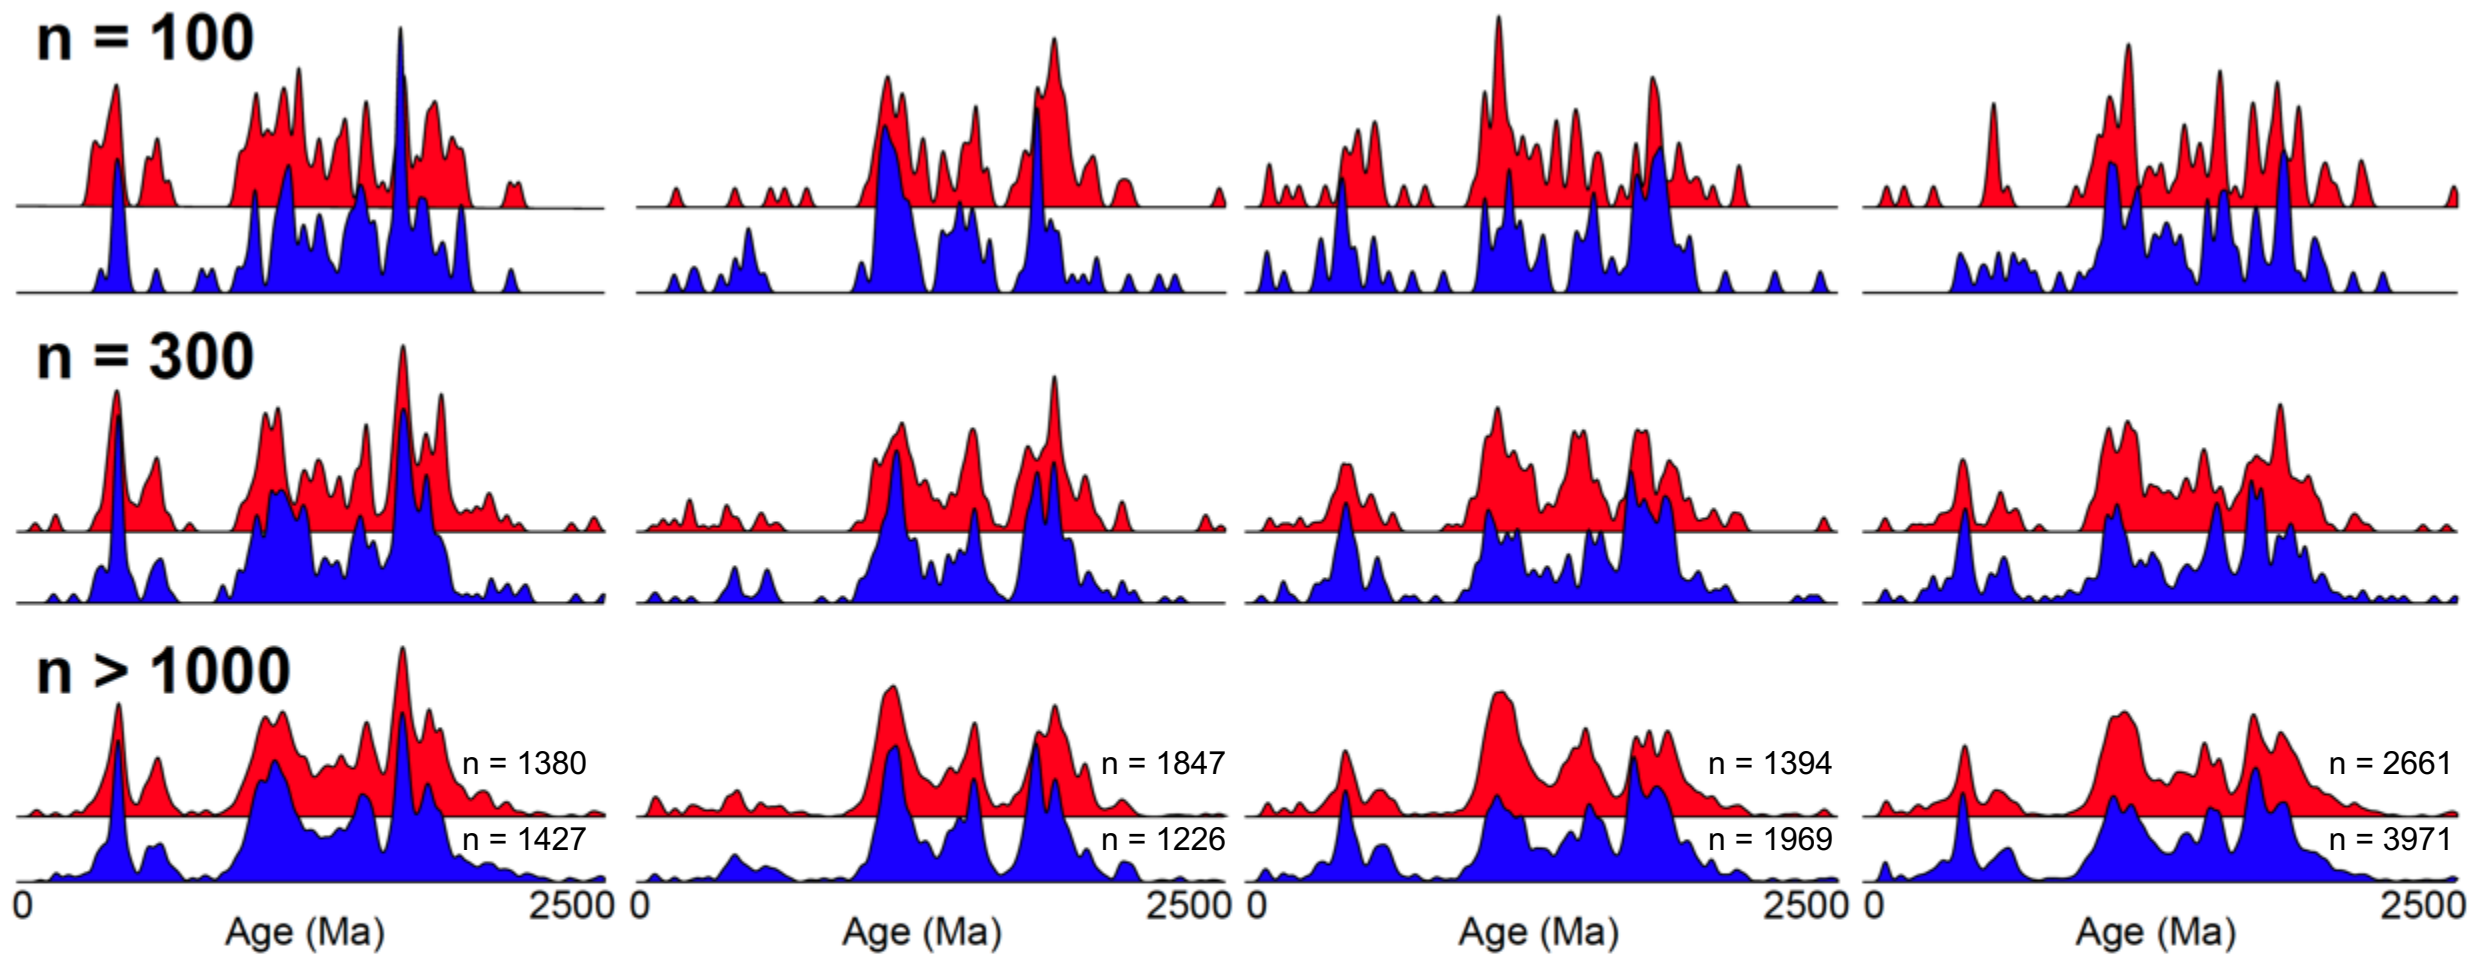 n = 100
n = 300
n > 1000
n = 1380
n = 1847
n = 1394
n = 2661
n = 1427
n = 1226
n = 1969
n = 3971
0 2500 0 2500 0 2500 0 2500
Age (Ma) Age (Ma) Age (Ma) Age (Ma)